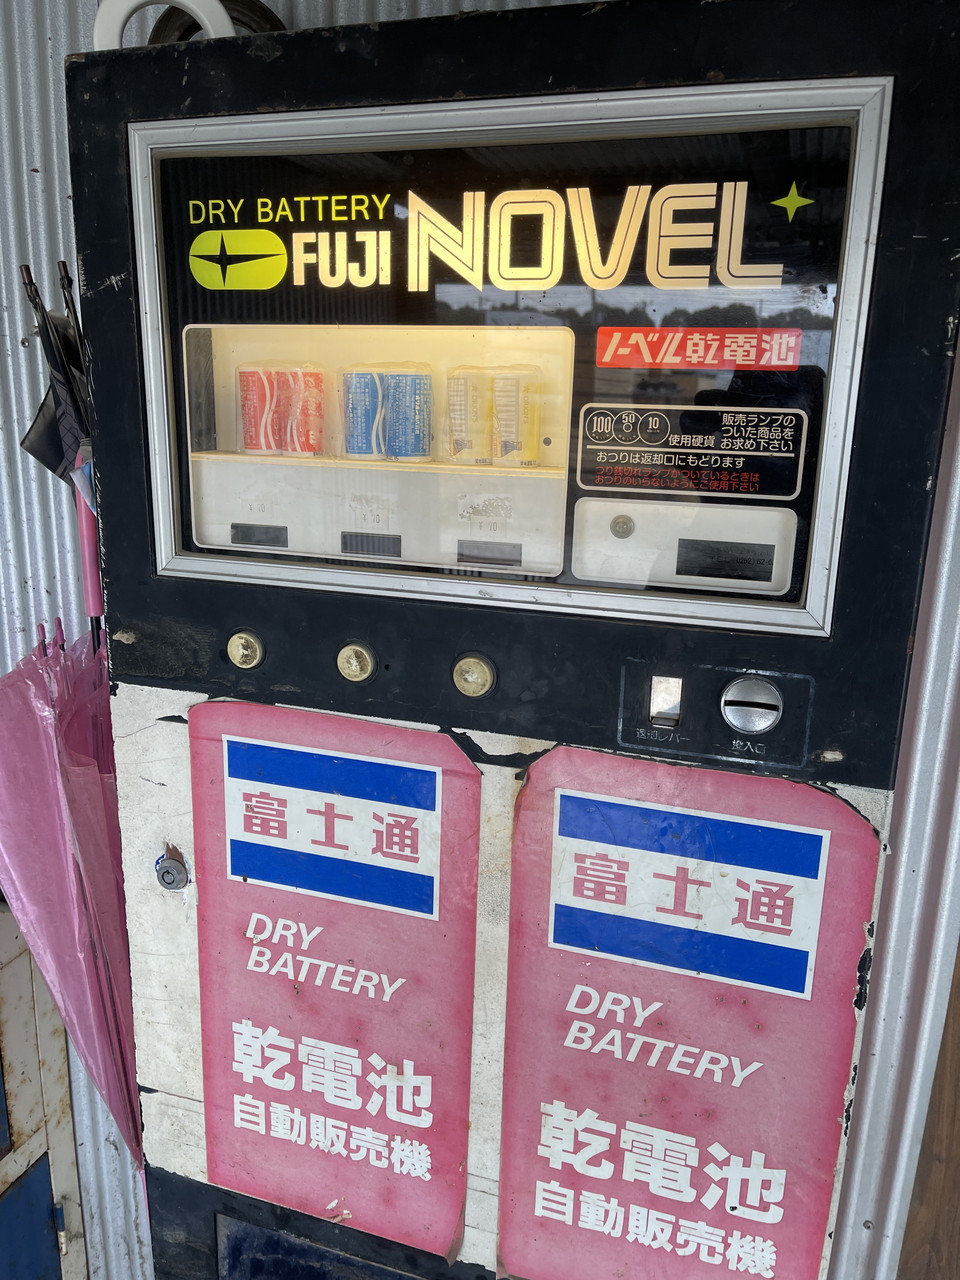 DRY BATTERY
FUJI NOVEL
ノーベル乾電池
100 50 10
使用硬貨
販売ランプの
ついた商品を
お求め下さい
おつりは返却口にもどります
つり銭切れランプがついているときは
おつりのいらないようにご使用下さい
¥10
¥10
¥10
返却レバー
投入口
富士通
DRY
BATTERY
乾電池
自動販売機
富士通
DRY
BATTERY
乾電池
自動販売機